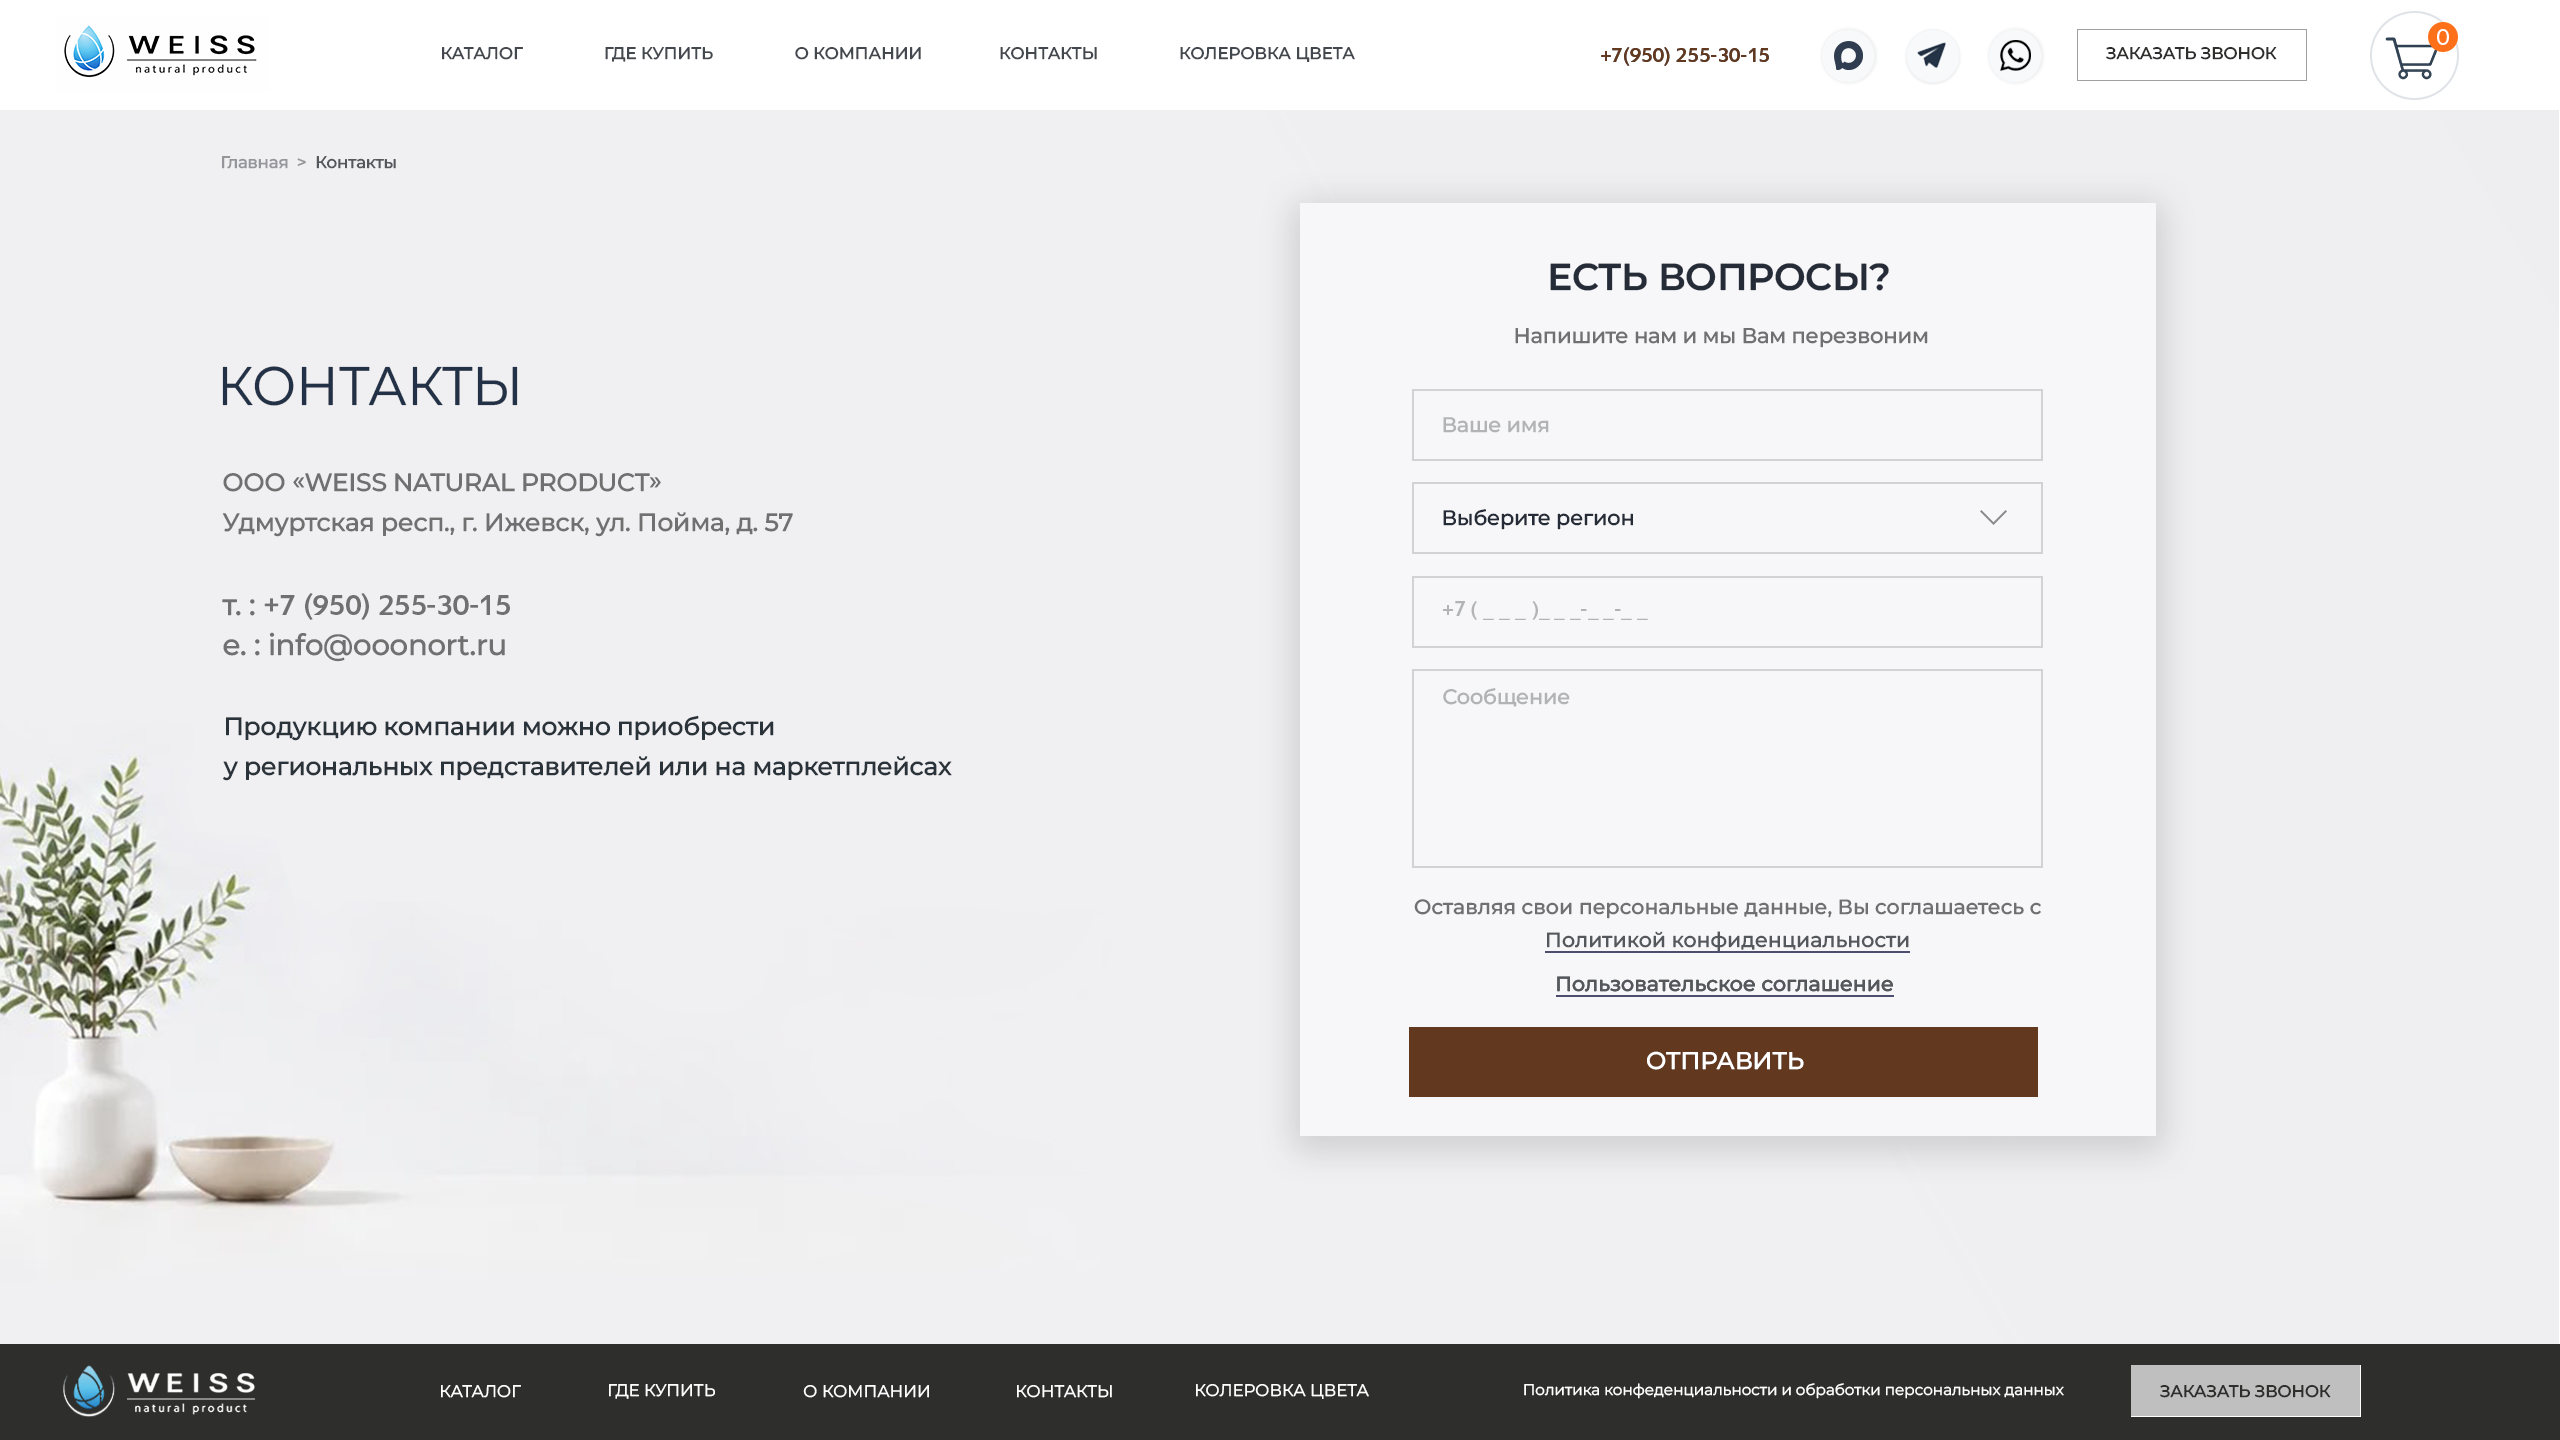 WEISS
natural product
КАТАЛОГ
ГДЕ КУПИТЬ
О КОМПАНИИ
КОНТАКТЫ
КОЛЕРОВКА ЦВЕТА
+7(950) 255-30-15
ЗАКАЗАТЬ ЗВОНОК
0
Главная > Контакты
КОНТАКТЫ
ООО «WEISS NATURAL PRODUCT»
Удмуртская респ., г. Ижевск, ул. Пойма, д. 57
т. : +7 (950) 255-30-15
e. : info@ooonort.ru
Продукцию компании можно приобрести
у региональных представителей или на маркетплейсах
ЕСТЬ ВОПРОСЫ?
Напишите нам и мы Вам перезвоним
Ваше имя
Выберите регион
+7 ( _ _ _ )_ _ _-_ _-_ _
Сообщение
Оставляя свои персональные данные, Вы соглашаетесь с
Политикой конфиденциальности
Пользовательское соглашение
ОТПРАВИТЬ
WEISS
natural product
КАТАЛОГ
ГДЕ КУПИТЬ
О КОМПАНИИ
КОНТАКТЫ
КОЛЕРОВКА ЦВЕТА
Политика конфеденциальности и обработки персональных данных
ЗАКАЗАТЬ ЗВОНОК